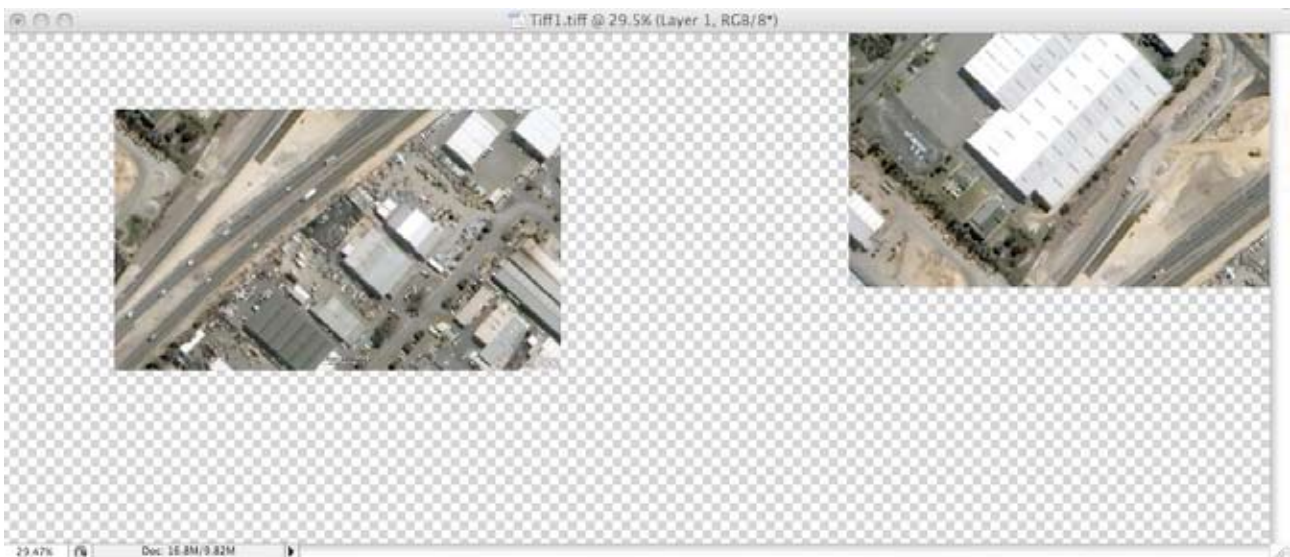 Tiff1.tiff @ 29.5% (Layer 1, RGB/8*)
29.47% Doc: 16.8M/9.82M